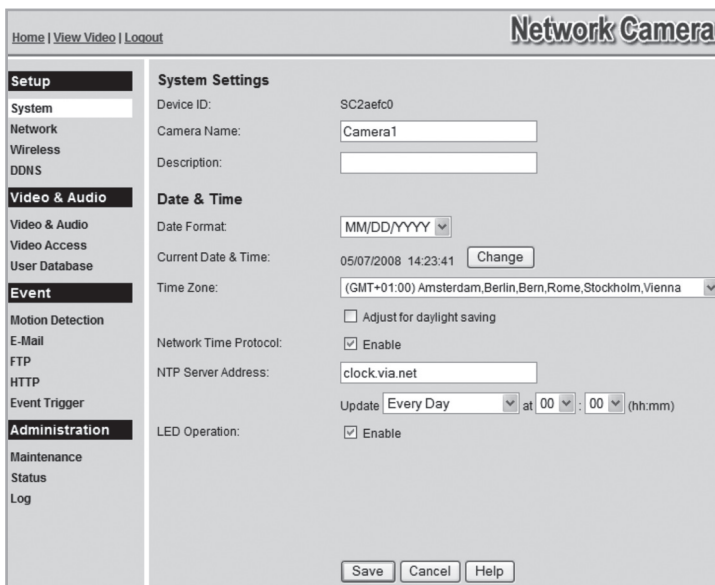 Home | View Video | Logout
Network Camera
Setup
System
Network
Wireless
DDNS
Video & Audio
Video & Audio
Video Access
User Database
Event
Motion Detection
E-Mail
FTP
HTTP
Event Trigger
Administration
Maintenance
Status
Log
System Settings
Device ID: SC2aefc0
Camera Name: Camera1
Description:
Date & Time
Date Format: MM/DD/YYYY
Current Date & Time: 05/07/2008 14:23:41 Change
Time Zone: (GMT+01:00) Amsterdam,Berlin,Bern,Rome,Stockholm,Vienna
Adjust for daylight saving
Network Time Protocol: Enable
NTP Server Address: clock.via.net
Update Every Day at 00 : 00 (hh:mm)
LED Operation: Enable
Save Cancel Help